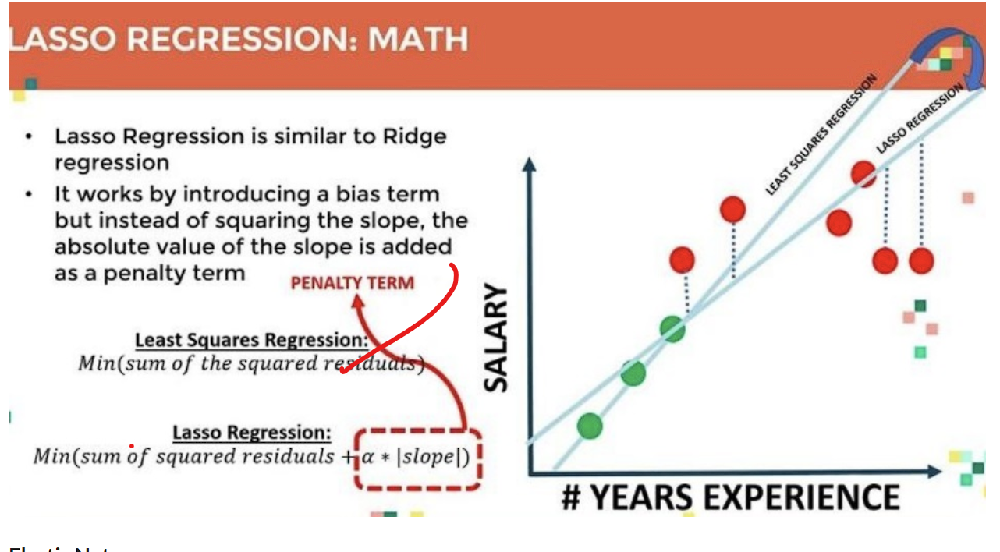 LASSO REGRESSION: MATH
• Lasso Regression is similar to Ridge
regression
• It works by introducing a bias term
but instead of squaring the slope, the
absolute value of the slope is added
as a penalty term
PENALTY TERM
Least Squares Regression:
Min(sum of the squared residuals)
Lasso Regression:
Min(sum of squared residuals + α ∗ |slope|)
LEAST SQUARES REGRESSION
LASSO REGRESSION
SALARY
# YEARS EXPERIENCE